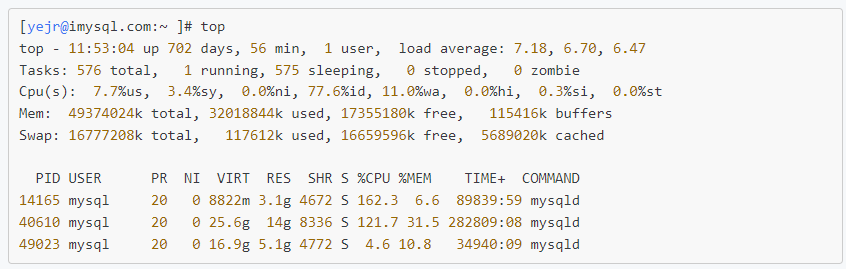 [yejr@imysql.com:~ ]# top
top - 11:53:04 up 702 days, 56 min,  1 user,  load average: 7.18, 6.70, 6.47
Tasks: 576 total,   1 running, 575 sleeping,   0 stopped,   0 zombie
Cpu(s):  7.7%us,  3.4%sy,  0.0%ni, 77.6%id, 11.0%wa,  0.0%hi,  0.3%si,  0.0%st
Mem:  49374024k total, 32018844k used, 17355180k free,   115416k buffers
Swap: 16777208k total,   117612k used, 16659596k free,  5689020k cached
  PID USER      PR  NI  VIRT  RES  SHR S %CPU %MEM    TIME+  COMMAND
14165 mysql     20   0 8822m 3.1g 4672 S 162.3  6.6  89839:59 mysqld
40610 mysql     20   0 25.6g  14g 8336 S 121.7 31.5 282809:08 mysqld
49023 mysql     20   0 16.9g 5.1g 4772 S  4.6 10.8   34940:09 mysqld